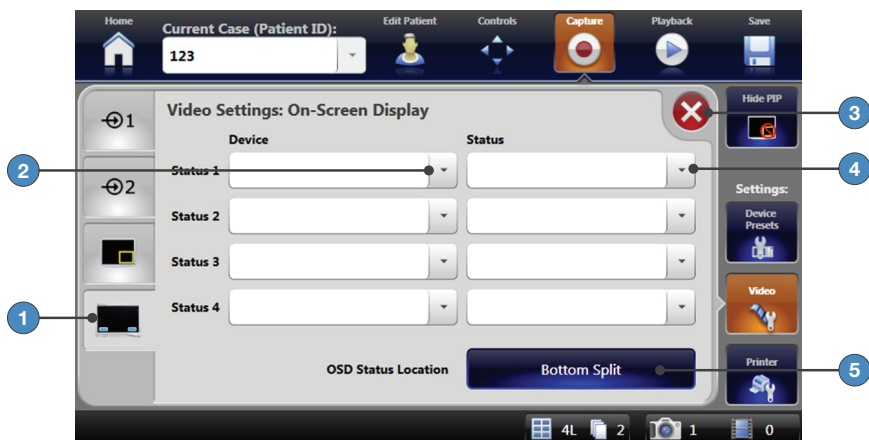 Home
Current Case (Patient ID):
Edit Patient
Controls
Capture
Playback
Save
123
Video Settings: On-Screen Display
Hide PIP
3
1
Device
Status
2
Status 1
4
2
Settings:
Status 2
Device
Presets
Status 3
Video
1
Status 4
OSD Status Location
Bottom Split
Printer
5
4L
2
1
0